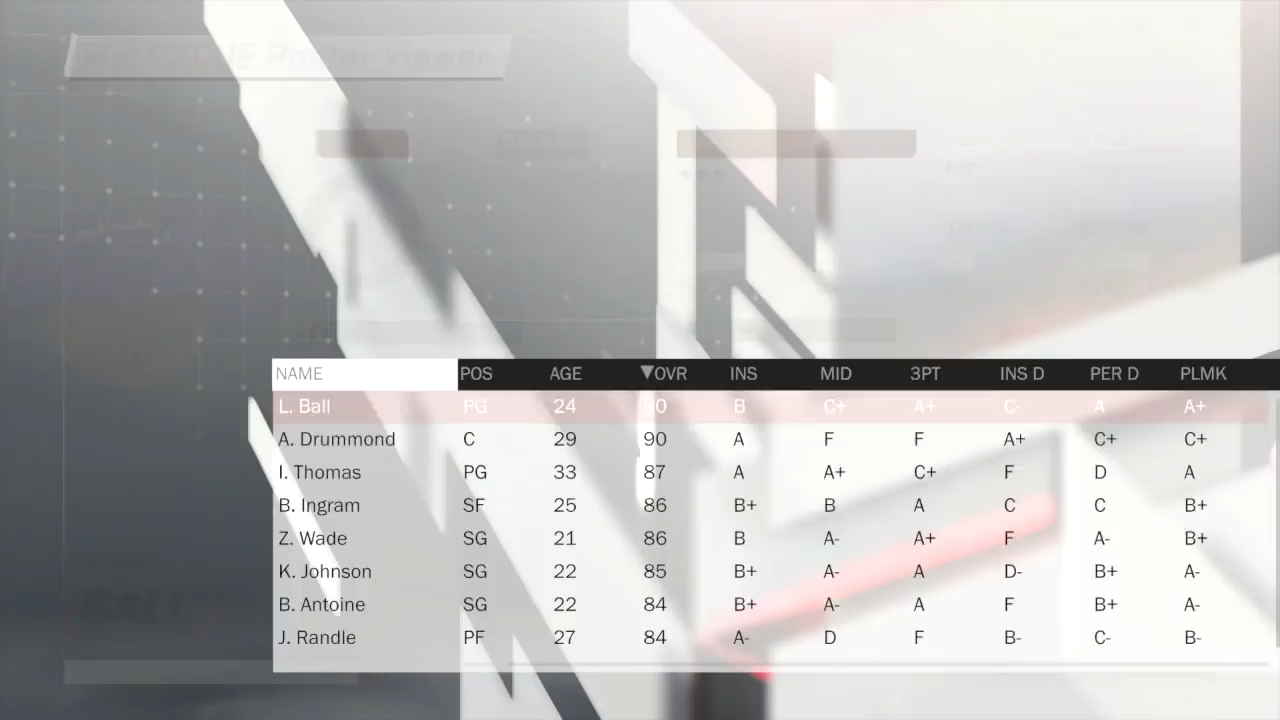 NAME POS AGE ▼OVR INS MID 3PT INS D PER D PLMK
L. Ball PG 24 90 B C+ A+ C- A A+
A. Drummond C 29 90 A F F A+ C+ C+
I. Thomas PG 33 87 A A+ C+ F D A
B. Ingram SF 25 86 B+ B A C C B+
Z. Wade SG 21 86 B A- A+ F A- B+
K. Johnson SG 22 85 B+ A- A D- B+ A-
B. Antoine SG 22 84 B+ A- A F B+ A-
J. Randle PF 27 84 A- D F B- C- B-